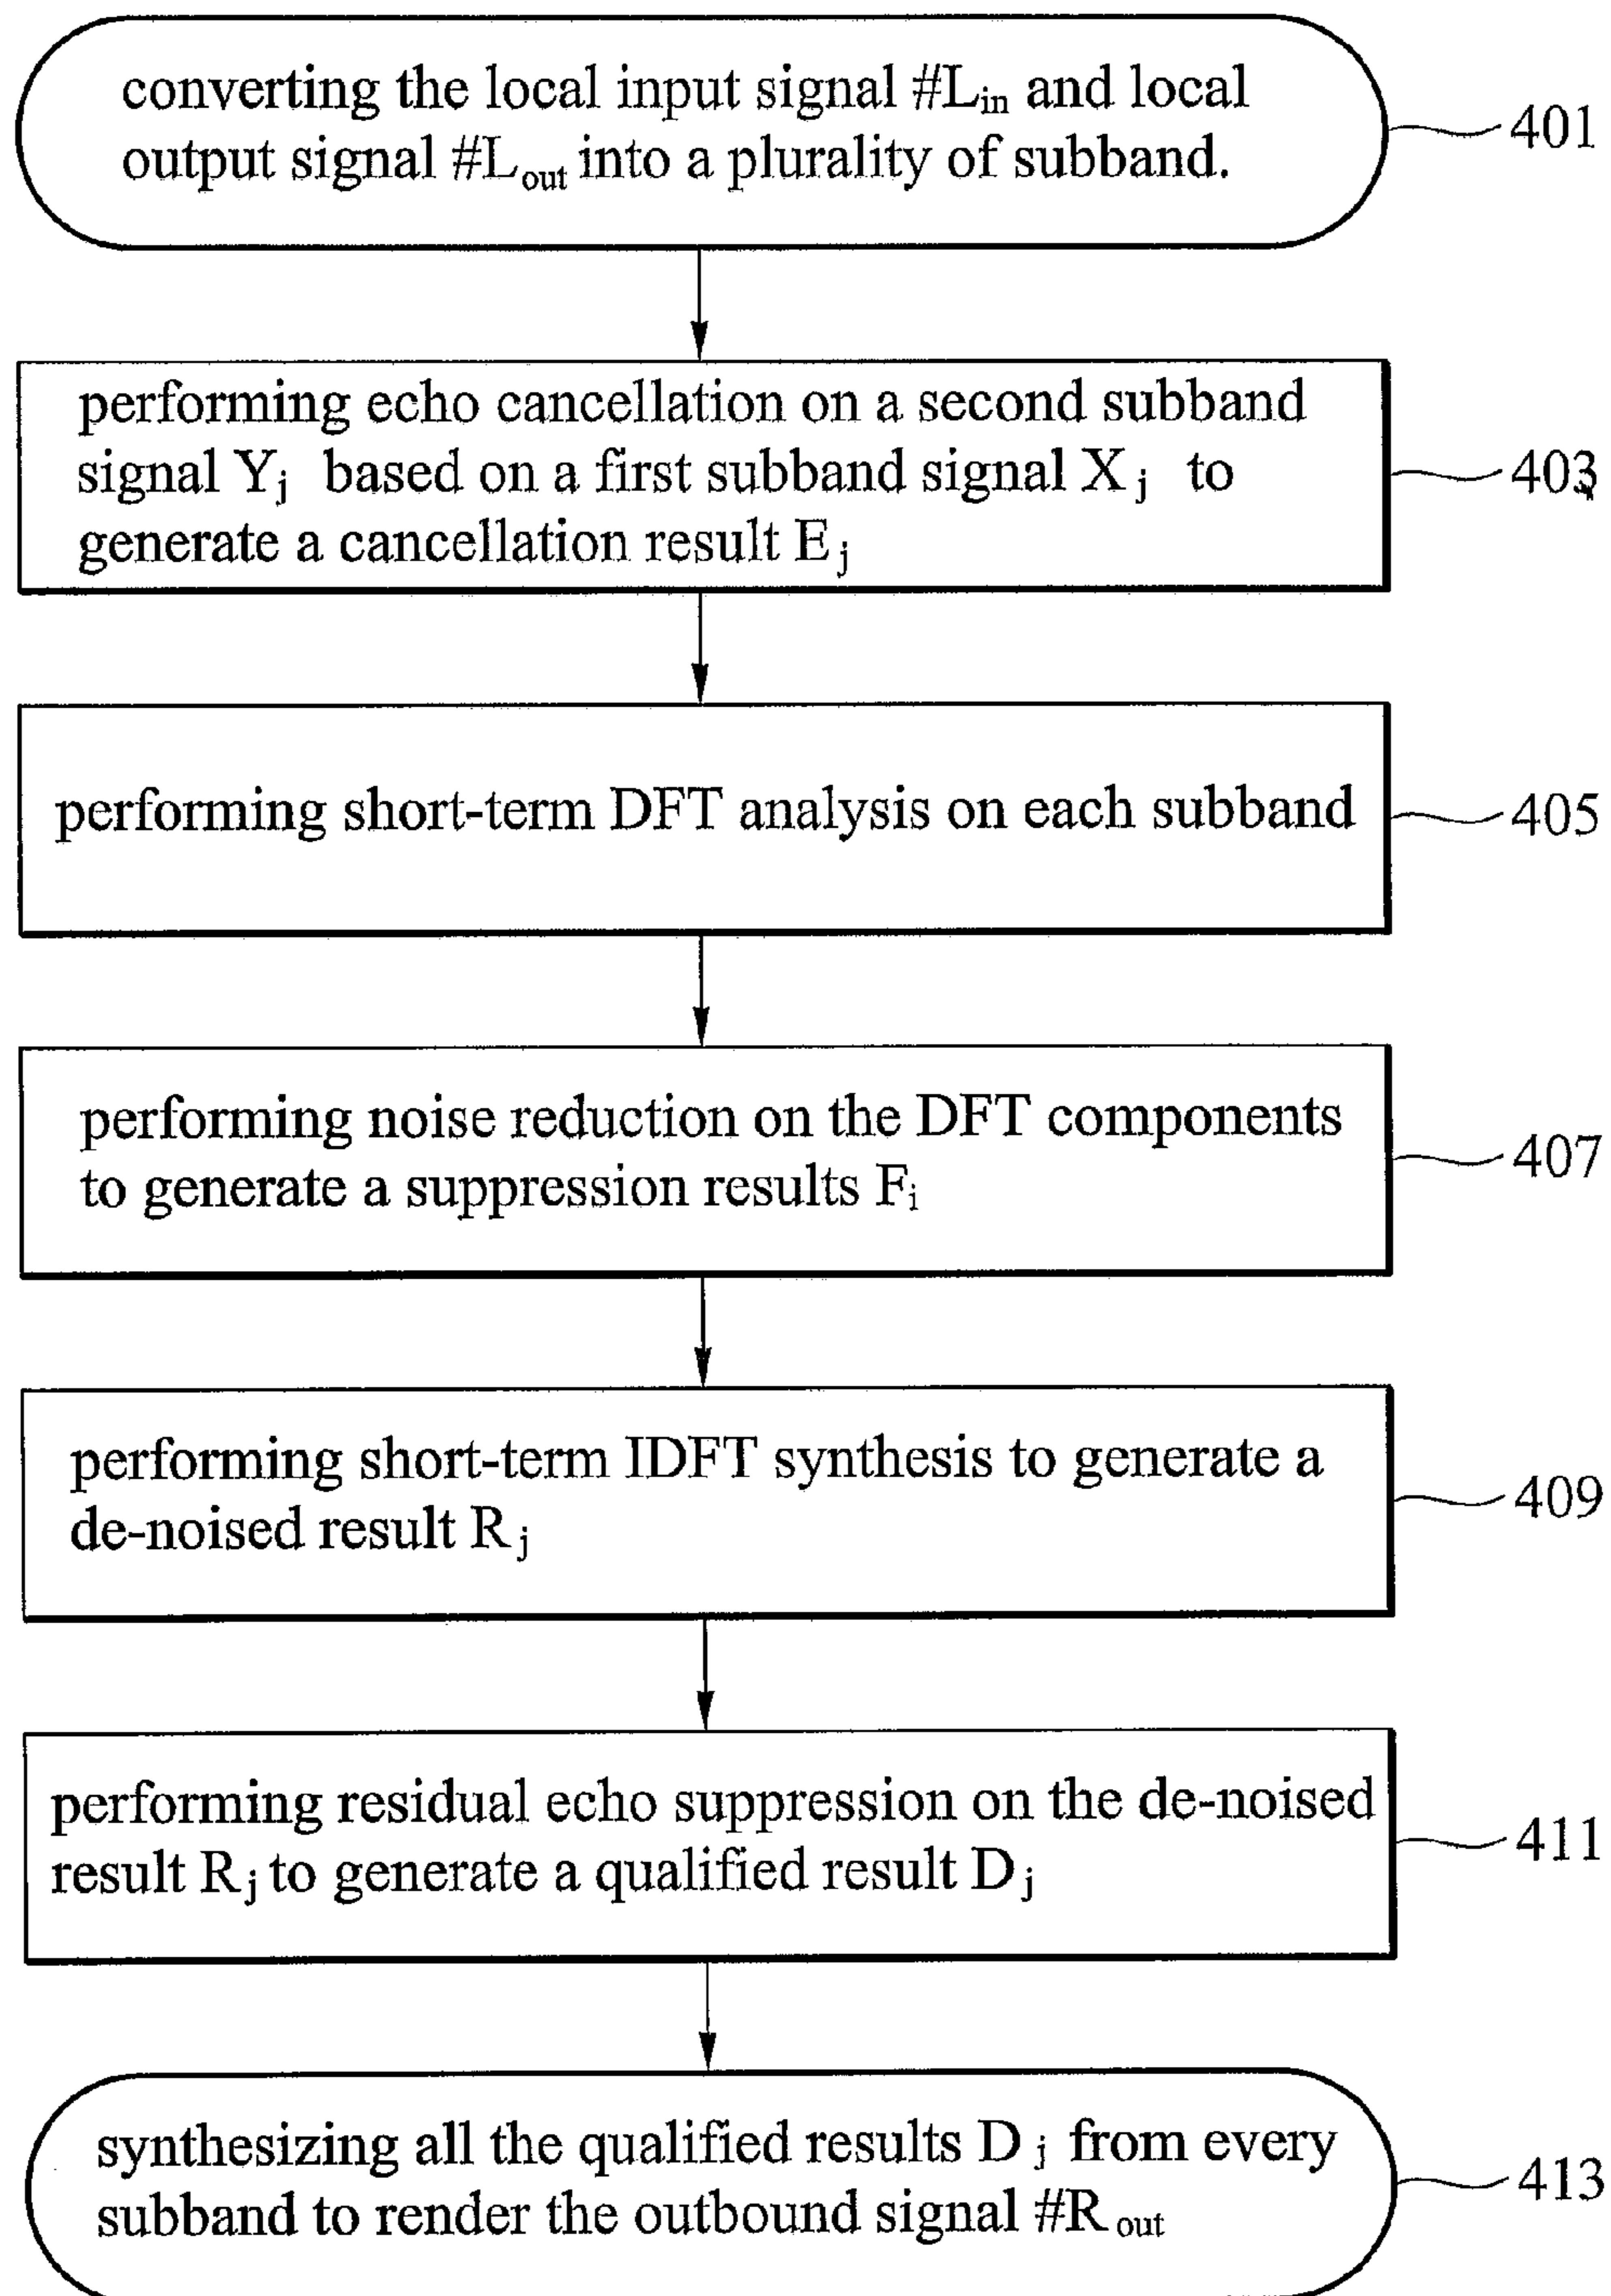 converting the local input signal #Lin and local
output signal #Lout into a plurality of subband.
401
performing echo cancellation on a second subband
signal Yj based on a first subband signal Xj to
generate a cancellation result Ej
403
performing short-term DFT analysis on each subband
405
performing noise reduction on the DFT components
to generate a suppression results Fi
407
performing short-term IDFT synthesis to generate a
de-noised result Rj
409
performing residual echo suppression on the de-noised
result Rj to generate a qualified result Dj
411
synthesizing all the qualified results Dj from every
subband to render the outbound signal #Rout
413